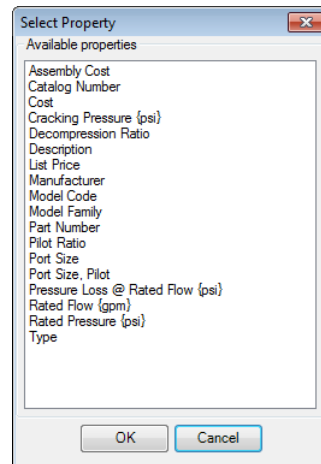 Select Property
Available properties
Assembly Cost
Catalog Number
Cost
Cracking Pressure {psi}
Decompression Ratio
Description
List Price
Manufacturer
Model Code
Model Family
Part Number
Pilot Ratio
Port Size
Port Size, Pilot
Pressure Loss @ Rated Flow {psi}
Rated Flow {gpm}
Rated Pressure {psi}
Type
OK Cancel